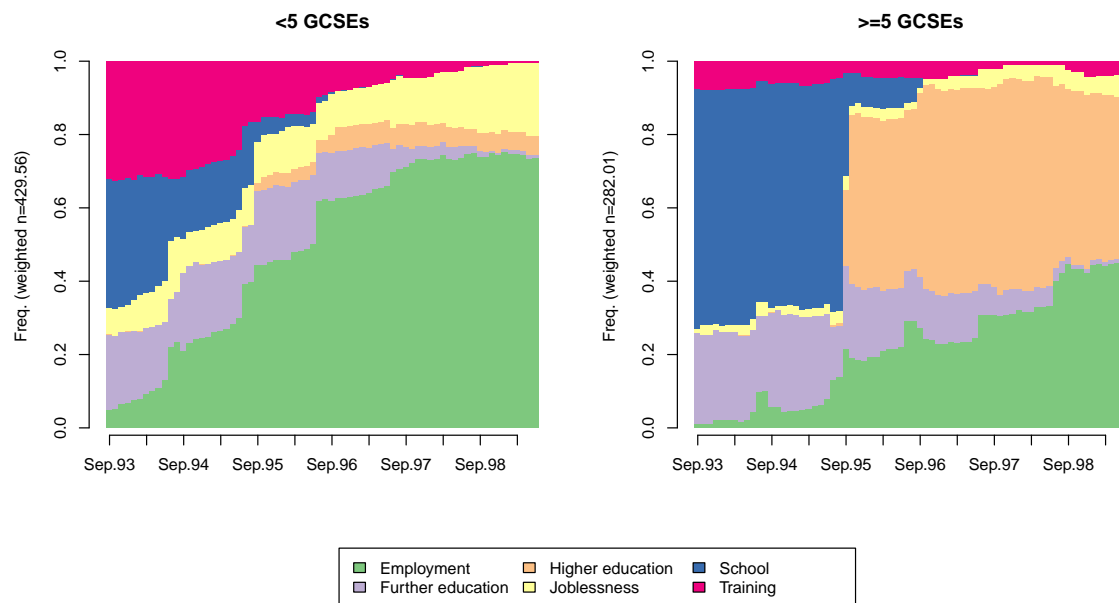 <5 GCSEs
Freq. (weighted n=429.56)
1.0
0.8
0.6
0.4
0.2
0.0
Sep.93 Sep.94 Sep.95 Sep.96 Sep.97 Sep.98
>=5 GCSEs
Freq. (weighted n=282.01)
1.0
0.8
0.6
0.4
0.2
0.0
Sep.93 Sep.94 Sep.95 Sep.96 Sep.97 Sep.98
Employment Higher education School
Further education Joblessness Training